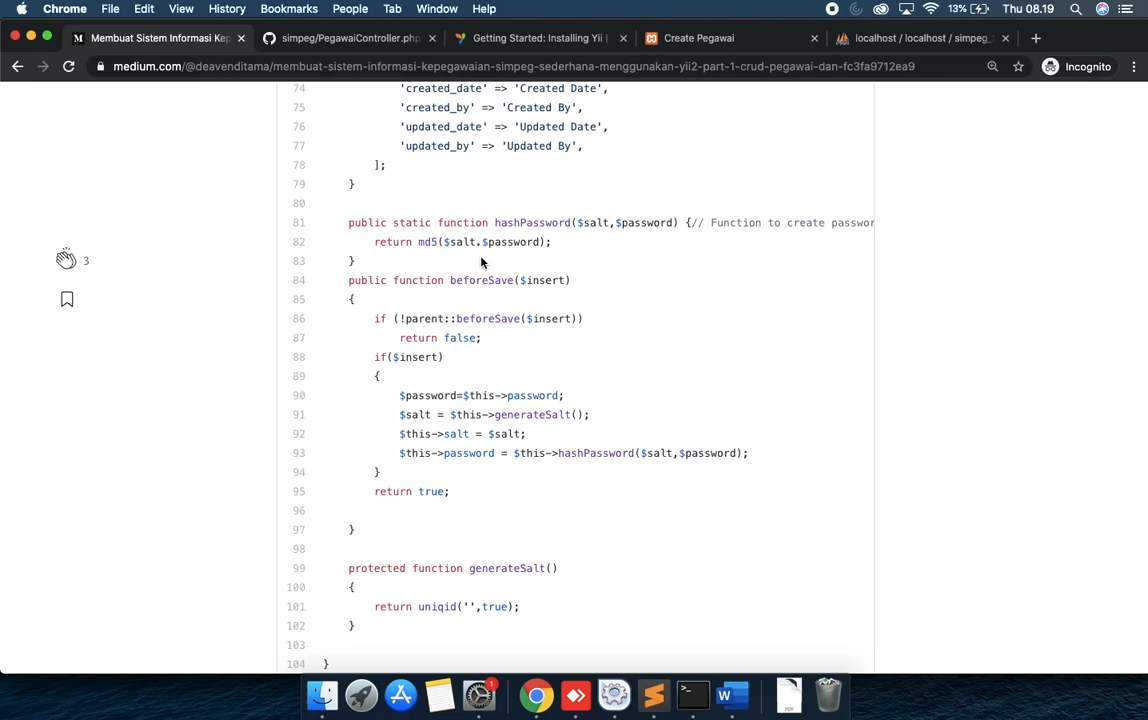 Chrome File Edit View History Bookmarks People Tab Window Help 13% Thu 08.19
M Membuat Sistem Informasi Kep simpeg/PegawaiController.php Getting Started: Installing Yii | Create Pegawai localhost / localhost / simpeg_
medium.com/@deavenditama/membuat-sistem-informasi-kepegawaian-simpeg-sederhana-menggunakan-yii2-part-1-crud-pegawai-dan-fc3fa9712ea9 Incognito
74 'created_date' => 'Created Date',
75 'created_by' => 'Created By',
76 'updated_date' => 'Updated Date',
77 'updated_by' => 'Updated By',
78 ];
79 }
80
81 public static function hashPassword($salt,$password) {// Function to create passwor
82 return md5($salt.$password);
83 }
3
84 public function beforeSave($insert)
85 {
86 if (!parent::beforeSave($insert))
87 return false;
88 if($insert)
89 {
90 $password=$this->password;
91 $salt = $this->generateSalt();
92 $this->salt = $salt;
93 $this->password = $this->hashPassword($salt,$password);
94 }
95 return true;
96
97 }
98
99 protected function generateSalt()
100 {
101 return uniqid('',true);
102 }
103
104 }
1
PDF